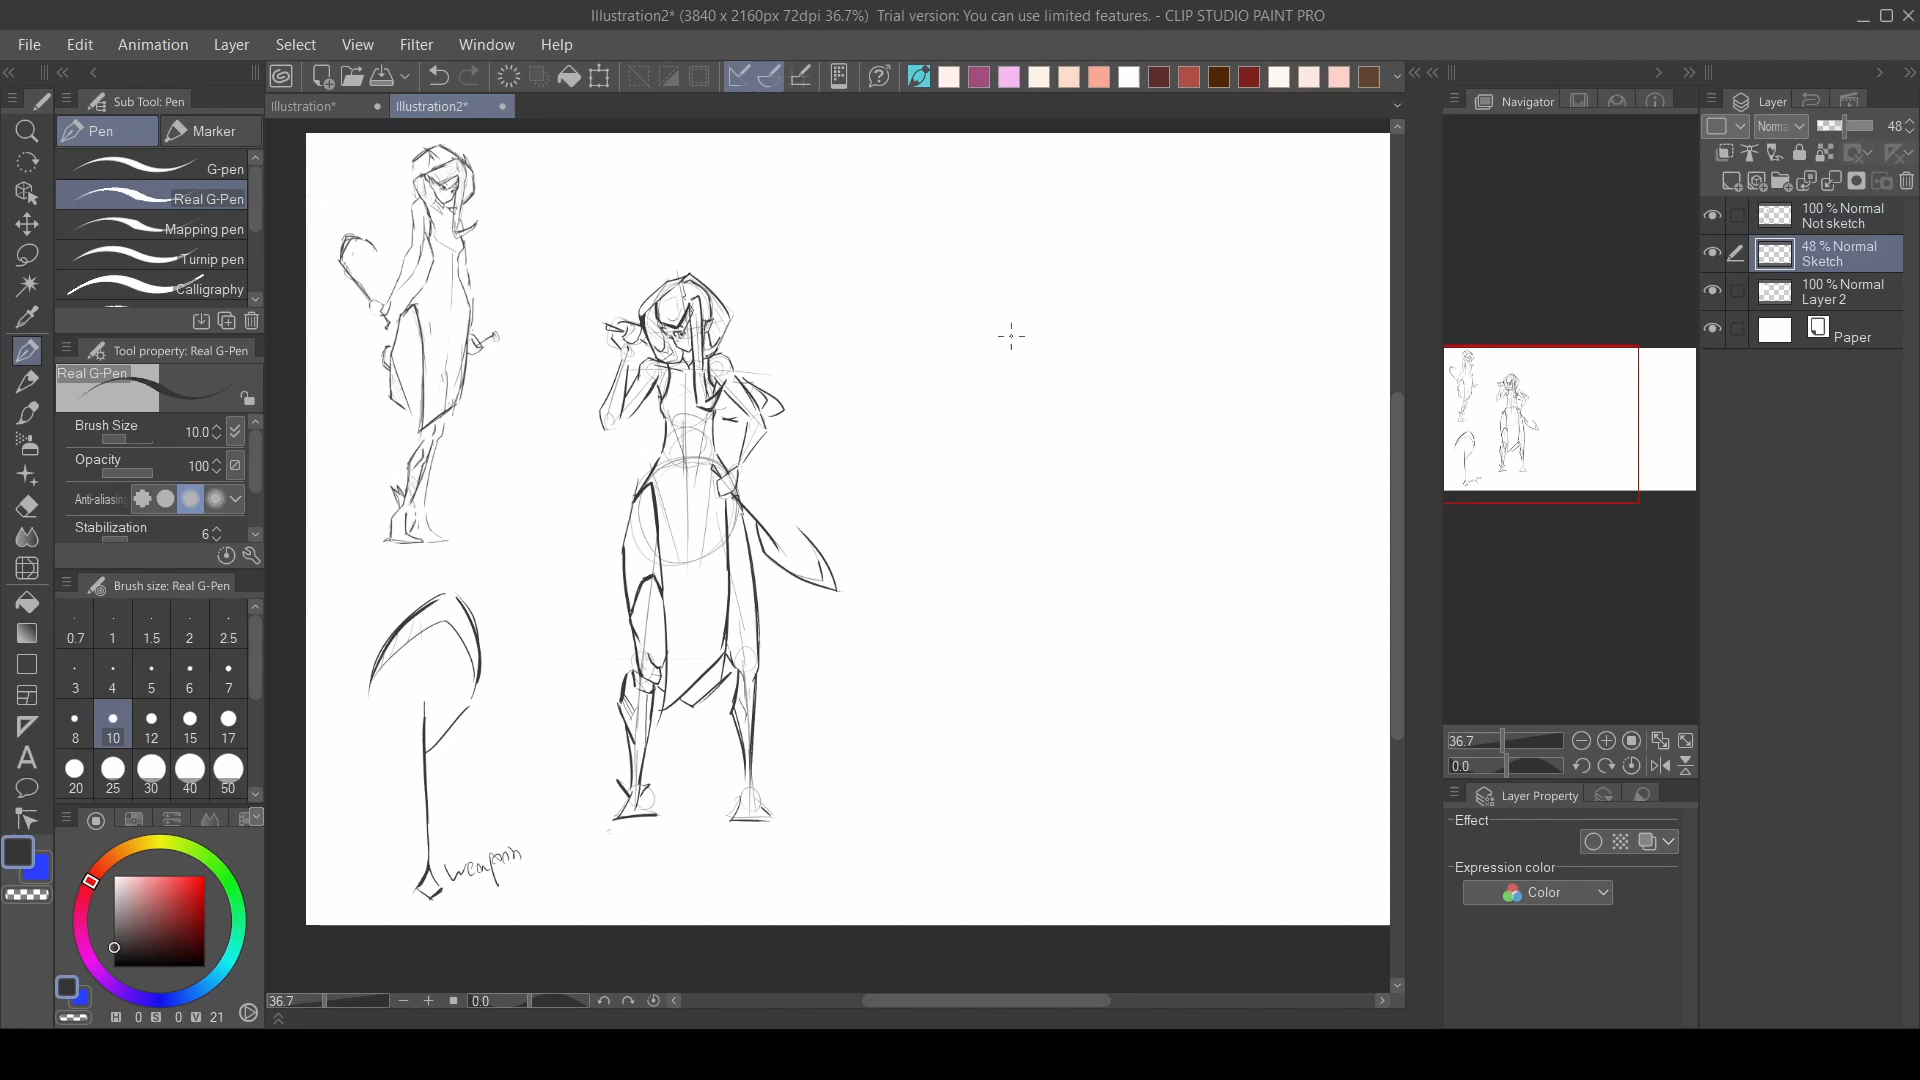 Illustration2* (3840 x 2160px 72dpi 36.7%)  Trial version: You can use limited features. - CLIP STUDIO PAINT PRO
File Edit Animation Layer Select View Filter Window Help
Illustration* Illustration2*
Sub Tool: Pen
Pen Marker
G-pen
Real G-Pen
Mapping pen
Turnip pen
Calligraphy
Tool property: Real G-Pen
Real G-Pen
Brush Size 10.0
Opacity 100
Anti-aliasing
Stabilization 6
Brush size: Real G-Pen
0.7 1 1.5 2 2.5
3 4 5 6 7
8 10 12 15 17
20 25 30 40 50
H 0 S 0 V 21
weapon
36.7 0.0
Navigator
36.7
0.0
Layer Property
Effect
Expression color
Color
Layer
Norma 48
100 % Normal
Not sketch
48 % Normal
Sketch
100 % Normal
Layer 2
Paper